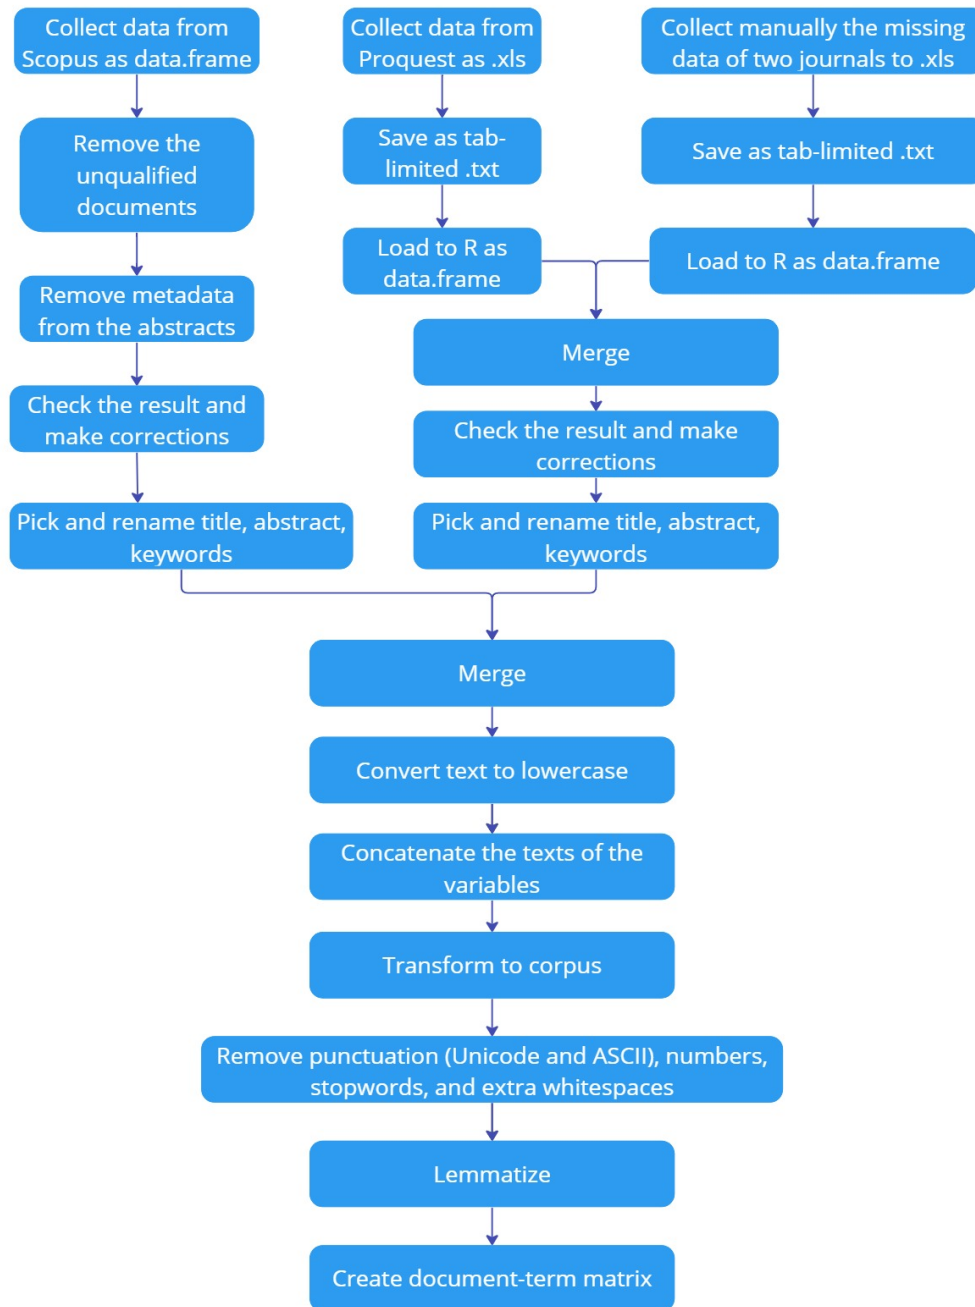 Collect data from
Scopus as data.frame
Collect data from
Proquest as .xls
Collect manually the missing
data of two journals to .xls
Remove the
unqualified
documents
Save as tab-
limited .txt
Save as tab-limited .txt
Load to R as
data.frame
Load to R as data.frame
Remove metadata
from the abstracts
Merge
Check the result and
make corrections
Check the result and make
corrections
Pick and rename title, abstract,
keywords
Pick and rename title, abstract,
keywords
Merge
Convert text to lowercase
Concatenate the texts of the
variables
Transform to corpus
Remove punctuation (Unicode and ASCII), numbers,
stopwords, and extra whitespaces
Lemmatize
Create document-term matrix